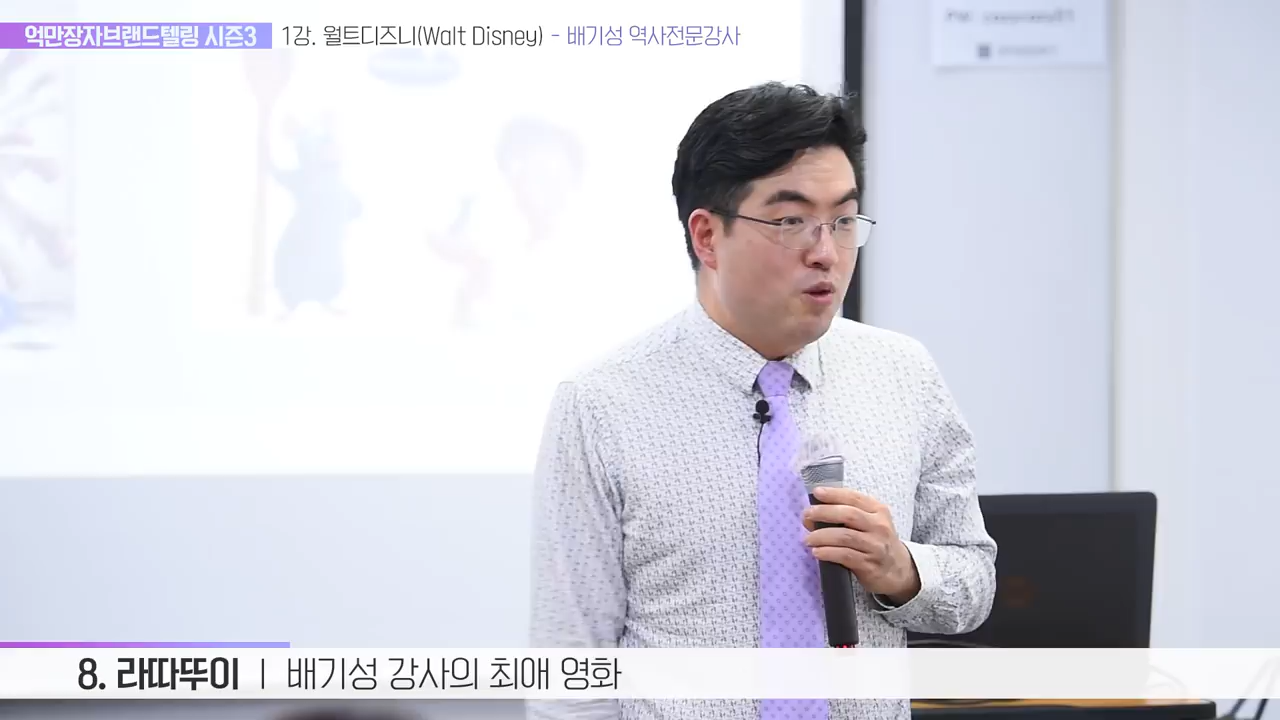 억만장자브랜드텔링 시즌3 1강. 월트디즈니(Walt Disney) - 배기성 역사전문강사
8. 라따뚜이 | 배기성 강사의 최애 영화